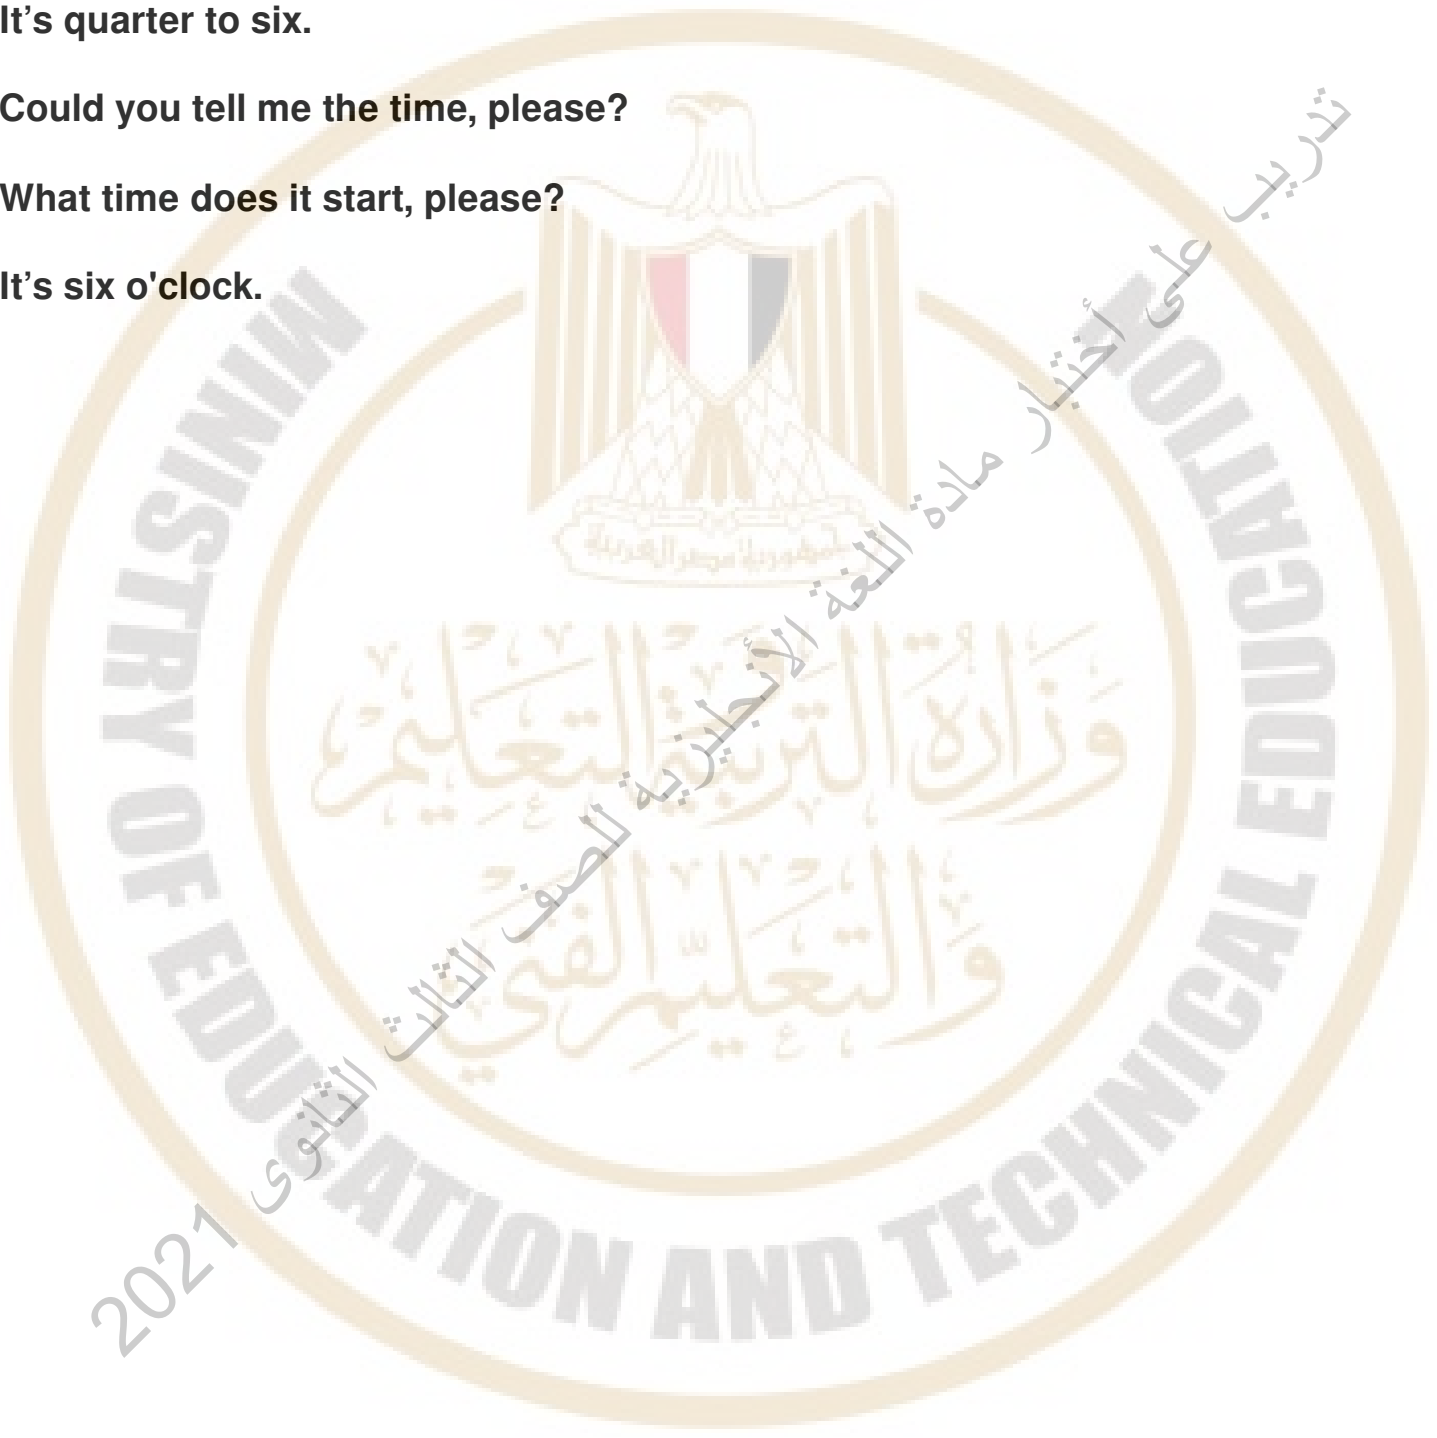 It’s quarter to six.
Could you tell me the time, please?
What time does it start, please?
It’s six o'clock.
جمهورية مصر العربية
وزارة التربية والتعليم
والتعليم الفني
MINISTRY OF EDUCATION AND TECHNICAL EDUCATION
تدريب على أختبار مادة اللغة الأنجليزية للصف الثالث الثانوى 2021